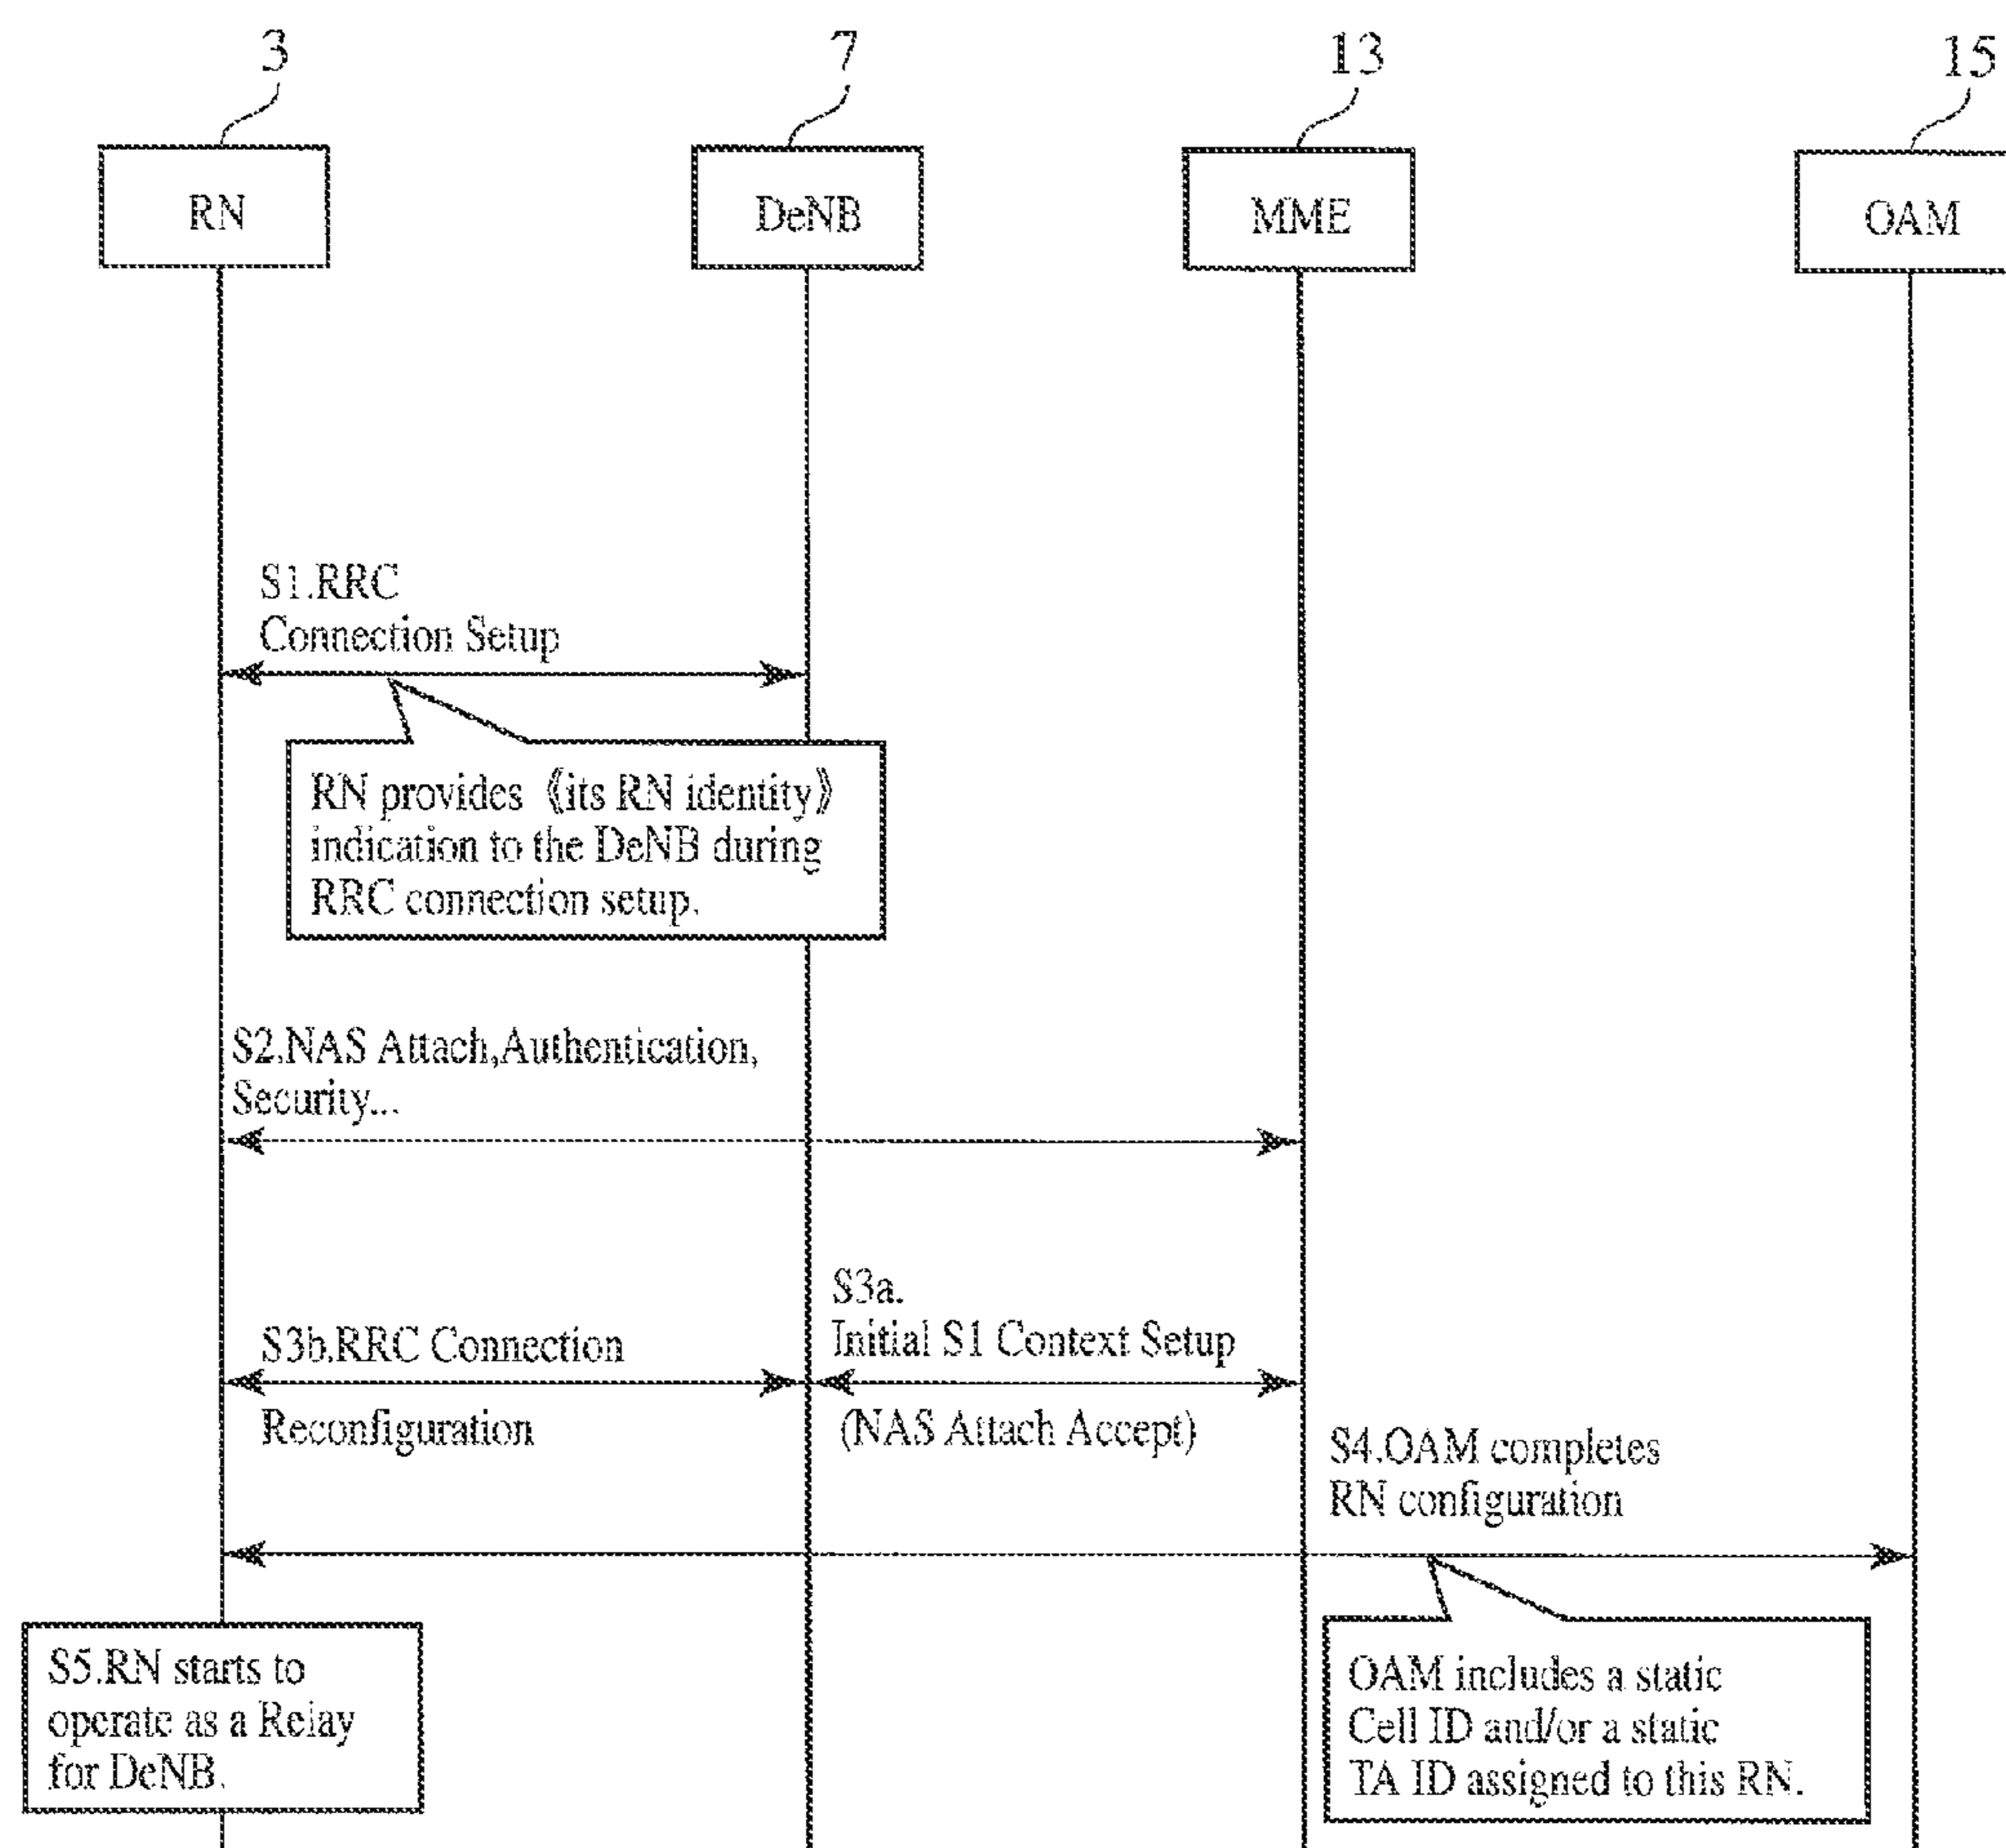 3
7
13
15
RN
DeNB
MME
OAM
S1.RRC
Connection Setup
RN provides 《its RN identity》
indication to the DeNB during
RRC connection setup.
S2.NAS Attach,Authentication,
Security...
S3a.
Initial S1 Context Setup
(NAS Attach Accept)
S3b.RRC Connection
Reconfiguration
S4.OAM completes
RN configuration
OAM includes a static
Cell ID and/or a static
TA ID assigned to this RN.
S5.RN starts to
operate as a Relay
for DeNB.